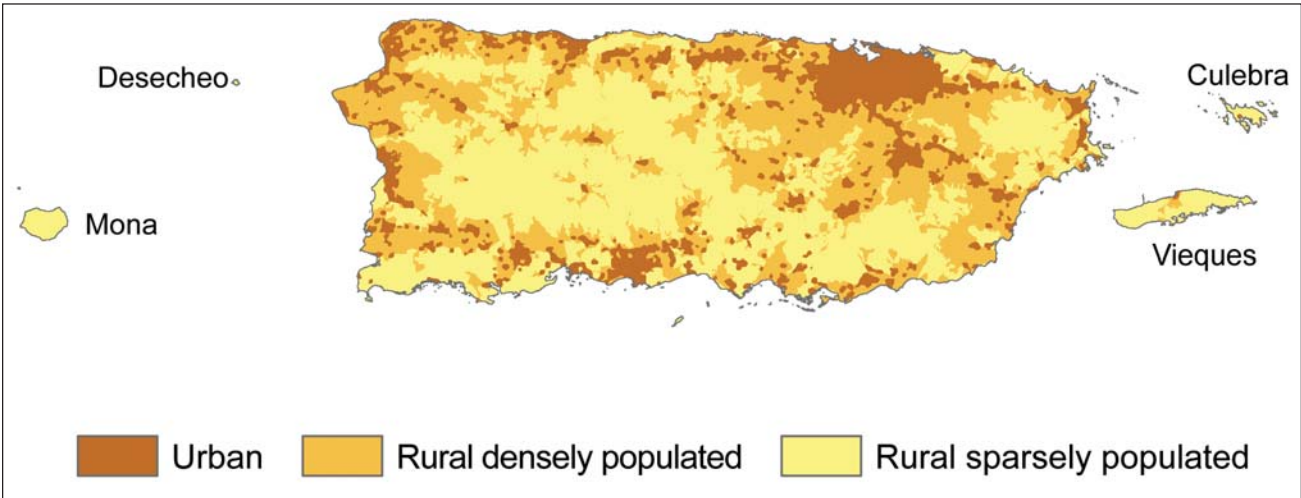 Desecheo
Culebra
Mona
Vieques
Urban
Rural densely populated
Rural sparsely populated